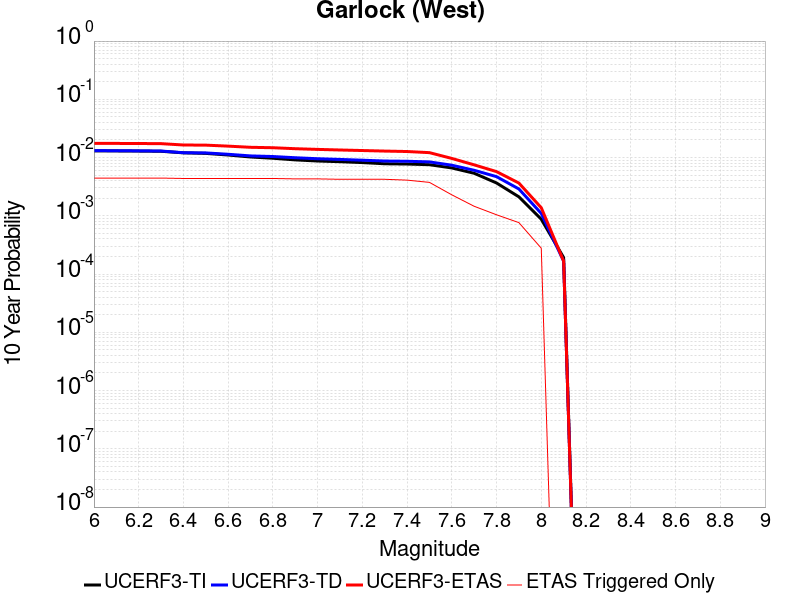 Garlock (West)
10 0
10 -1
10 -2
10 -3
10 -4
10 -5
10 -6
10 -7
10 -8
10 Year Probability
6 6.2 6.4 6.6 6.8 7 7.2 7.4 7.6 7.8 8 8.2 8.4 8.6 8.8 9
Magnitude
UCERF3-TI UCERF3-TD UCERF3-ETAS ETAS Triggered Only